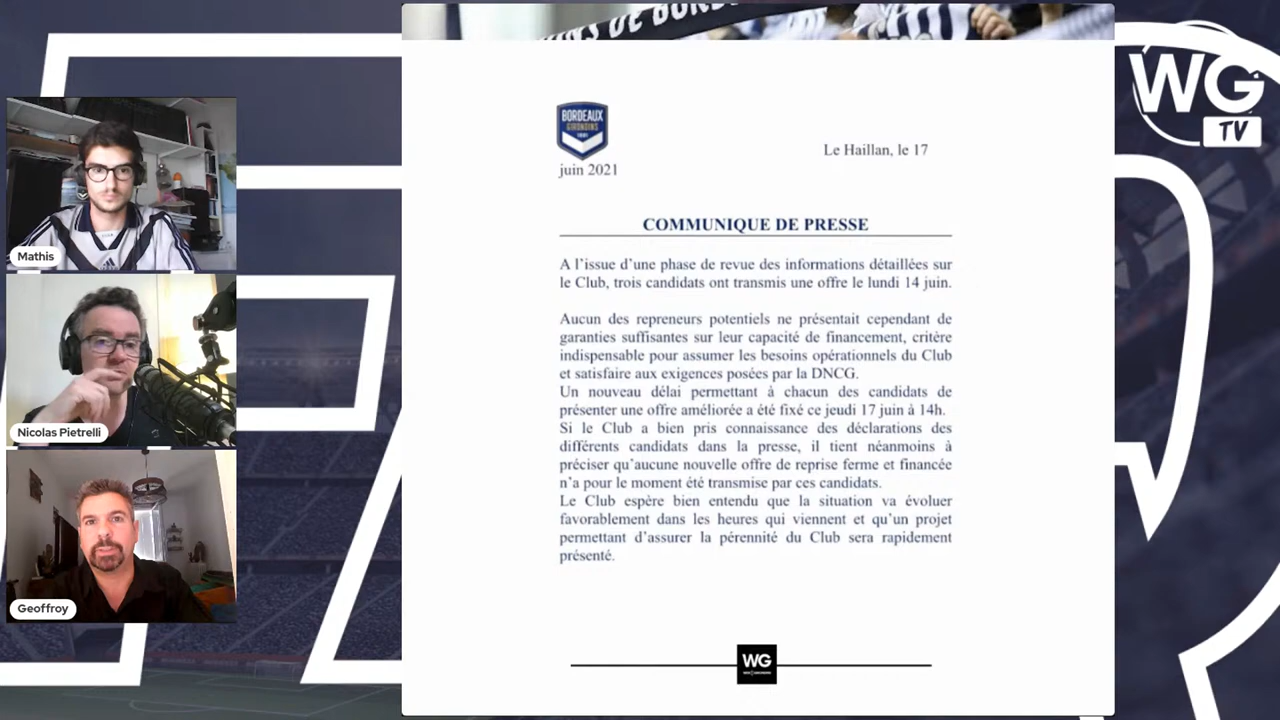 NS DE BORD
WG
TV
Mathis
Nicolas Pietrelli
Geoffroy
BORDEAUX
GIRONDINS
Le Haillan, le 17
juin 2021
COMMUNIQUE DE PRESSE
A l’issue d’une phase de revue des informations détaillées sur
le Club, trois candidats ont transmis une offre le lundi 14 juin.
Aucun des repreneurs potentiels ne présentait cependant de
garanties suffisantes sur leur capacité de financement, critère
indispensable pour assumer les besoins opérationnels du Club
et satisfaire aux exigences posées par la DNCG.
Un nouveau délai permettant à chacun des candidats de
présenter une offre améliorée a été fixé ce jeudi 17 juin à 14h.
Si le Club a bien pris connaissance des déclarations des
différents candidats dans la presse, il tient néanmoins à
préciser qu’aucune nouvelle offre de reprise ferme et financée
n’a pour le moment été transmise par ces candidats.
Le Club espère bien entendu que la situation va évoluer
favorablement dans les heures qui viennent et qu’un projet
permettant d’assurer la pérennité du Club sera rapidement
présenté.
WG